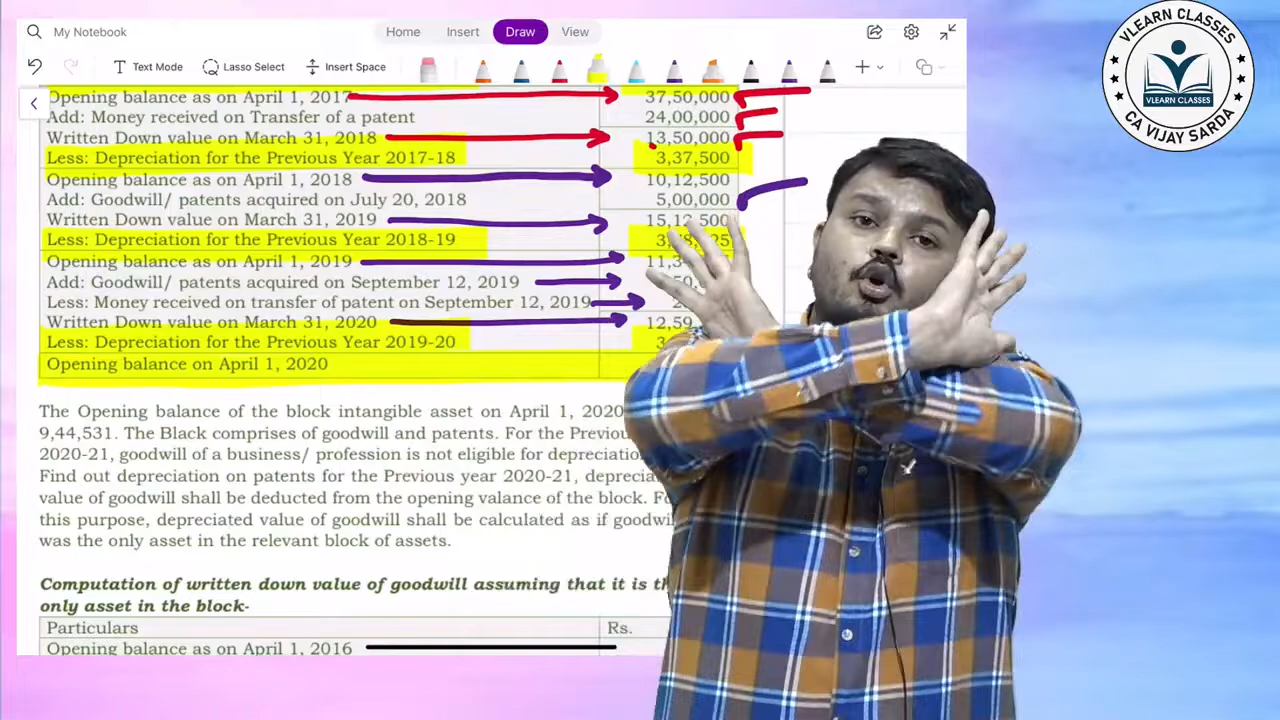 My Notebook
Home Insert Draw View
Text Mode Lasso Select Insert Space
Opening balance as on April 1, 2017 37,50,000
Add: Money received on Transfer of a patent 24,00,000
Written Down value on March 31, 2018 13,50,000
Less: Depreciation for the Previous Year 2017-18 3,37,500
Opening balance as on April 1, 2018 10,12,500
Add: Goodwill/ patents acquired on July 20, 2018 5,00,000
Written Down value on March 31, 2019 15,12,500
Less: Depreciation for the Previous Year 2018-19
Opening balance as on April 1, 2019
Add: Goodwill/ patents acquired on September 12, 2019
Less: Money received on transfer of patent on September 12, 2019
Written Down value on March 31, 2020 12,59
Less: Depreciation for the Previous Year 2019-20
Opening balance on April 1, 2020
The Opening balance of the block intangible asset on April 1, 2020
9,44,531. The Black comprises of goodwill and patents. For the Previou
2020-21, goodwill of a business/ profession is not eligible for depreciation
Find out depreciation on patents for the Previous year 2020-21, deprecia
value of goodwill shall be deducted from the opening valance of the block. Fo
this purpose, depreciated value of goodwill shall be calculated as if goodwil
was the only asset in the relevant block of assets.
Computation of written down value of goodwill assuming that it is th
only asset in the block-
Particulars Rs.
Opening balance as on April 1, 2016
VLEARN CLASSES
VLEARN CLASSES
CA VIJAY SARDA